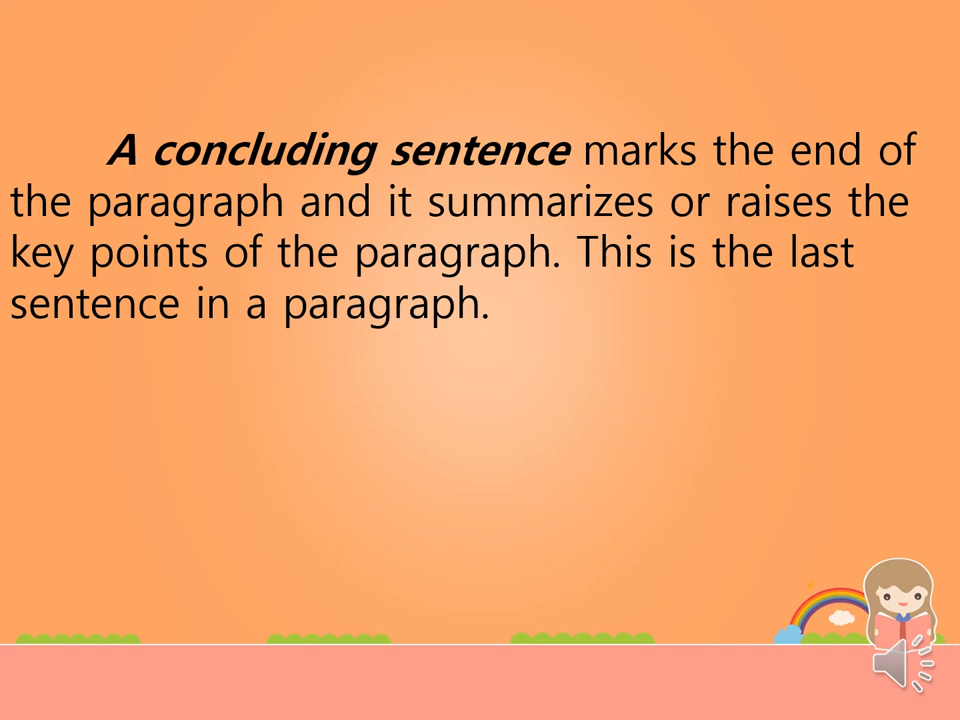 A concluding sentence marks the end of
the paragraph and it summarizes or raises the
key points of the paragraph. This is the last
sentence in a paragraph.